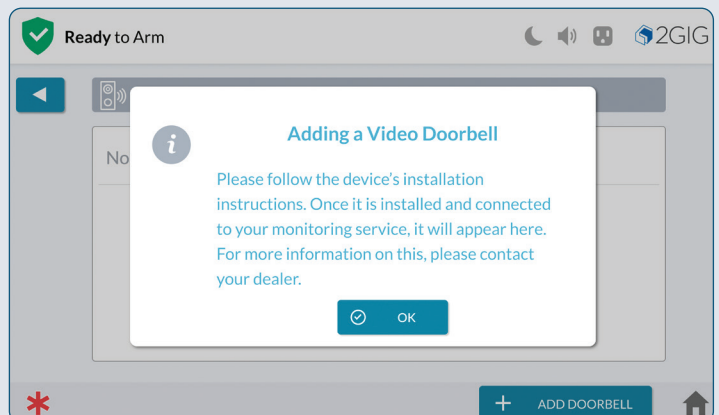 Ready to Arm
2GIG
No
Adding a Video Doorbell
Please follow the device's installation
instructions. Once it is installed and connected
to your monitoring service, it will appear here.
For more information on this, please contact
your dealer.
OK
ADD DOORBELL